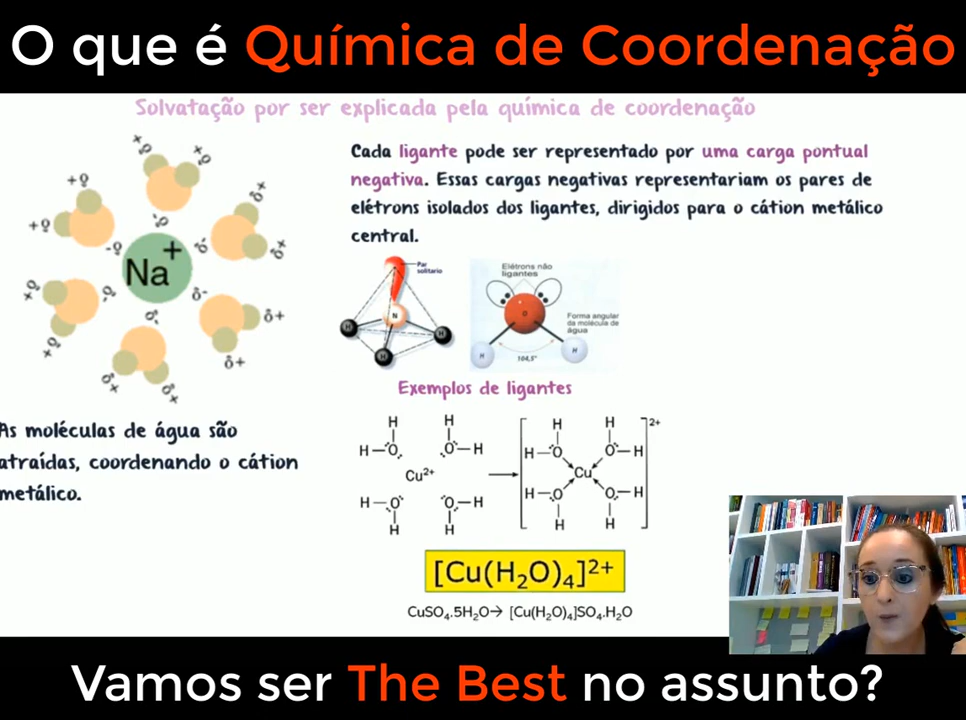 O que é Química de Coordenação
Solvatação por ser explicada pela química de coordenação
Cada ligante pode ser representado por uma carga pontual
negativa. Essas cargas negativas representariam os pares de
elétrons isolados dos ligantes, dirigidos para o cátion metálico
central.
Na+
δ-
δ+
δ+
Par
solitário
N
H
H
H
Elétrons não
ligantes
O
Forma angular
da molécula de
água
H
H
104,5°
Exemplos de ligantes
As moléculas de água são
atraídas, coordenando o cátion
metálico.
H H H H 2+
H—O O—H H—O O—H
Cu²⁺ → Cu
H—O O—H H—O O—H
H H H H
[Cu(H₂O)₄]²⁺
CuSO₄.5H₂O→ [Cu(H₂O)₄]SO₄.H₂O
Vamos ser The Best no assunto?